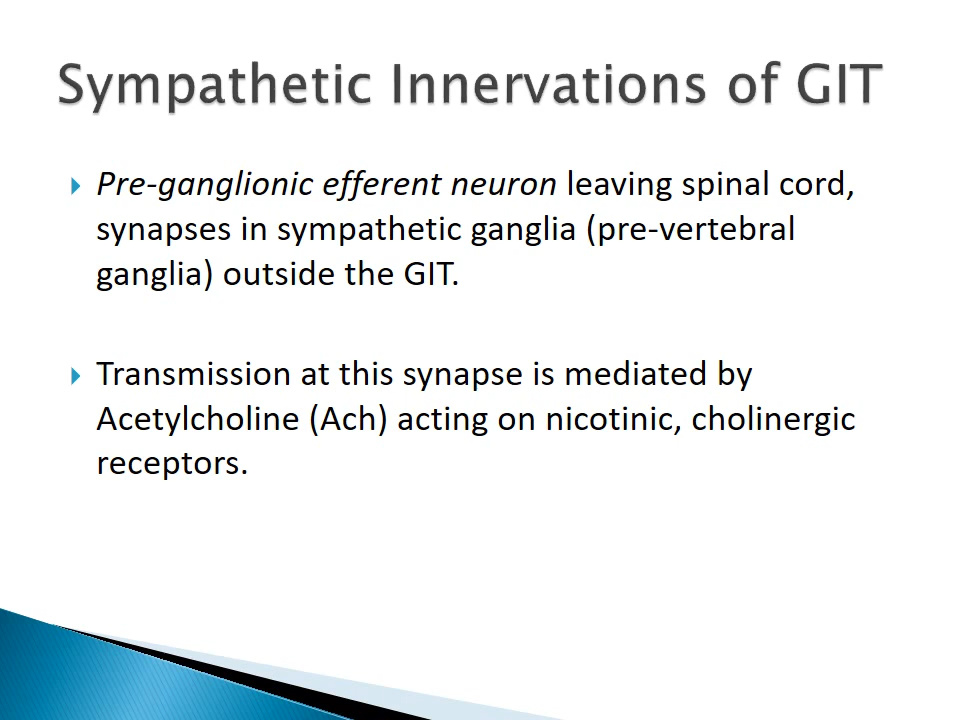 Sympathetic Innervations of GIT
Pre-ganglionic efferent neuron leaving spinal cord,
synapses in sympathetic ganglia (pre-vertebral
ganglia) outside the GIT.
Transmission at this synapse is mediated by
Acetylcholine (Ach) acting on nicotinic, cholinergic
receptors.